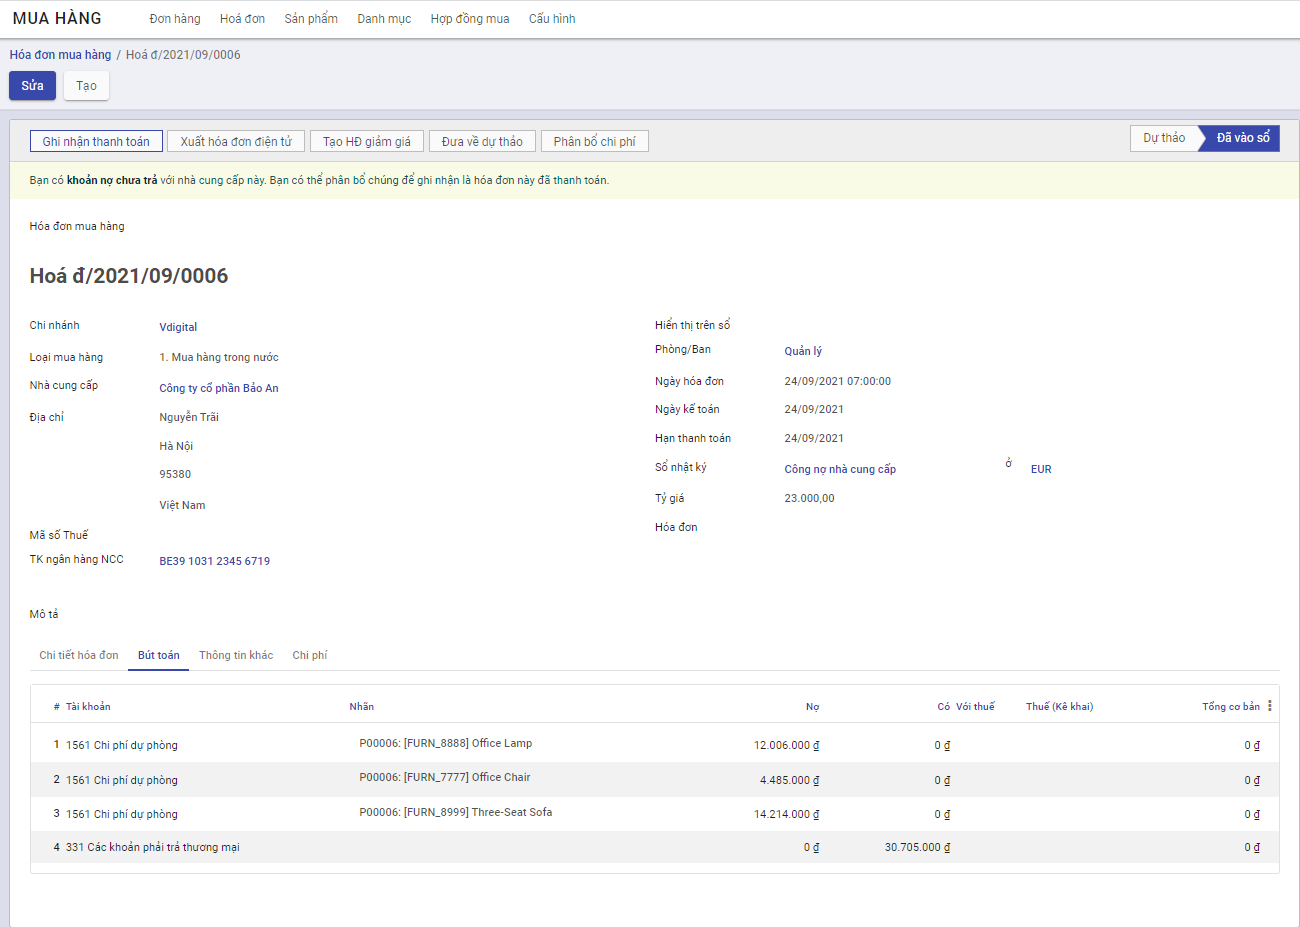 MUA HÀNG Đơn hàng Hoá đơn Sản phẩm Danh mục Hợp đồng mua Cấu hình
Hóa đơn mua hàng / Hoá đ/2021/09/0006
Sửa Tạo
Ghi nhận thanh toán Xuất hóa đơn điện tử Tạo HĐ giảm giá Đưa về dự thảo Phân bổ chi phí Dự thảo Đã vào sổ
Bạn có khoản nợ chưa trả với nhà cung cấp này. Bạn có thể phân bổ chúng để ghi nhận là hóa đơn này đã thanh toán.
Hóa đơn mua hàng
Hoá đ/2021/09/0006
Chi nhánh Vdigital Hiển thị trên sổ
Loại mua hàng 1. Mua hàng trong nước Phòng/Ban Quản lý
Nhà cung cấp Công ty cổ phần Bảo An Ngày hóa đơn 24/09/2021 07:00:00
Địa chỉ Nguyễn Trãi Ngày kế toán 24/09/2021
Hà Nội Hạn thanh toán 24/09/2021
95380 Sổ nhật ký Công nợ nhà cung cấp ở EUR
Việt Nam Tỷ giá 23.000,00
Mã số Thuế Hóa đơn
TK ngân hàng NCC BE39 1031 2345 6719
Mô tả
Chi tiết hóa đơn Bút toán Thông tin khác Chi phí
# Tài khoản Nhãn Nợ Có Với thuế Thuế (Kê khai) Tổng cơ bản
1 1561 Chi phí dự phòng P00006: [FURN_8888] Office Lamp 12.006.000 ₫ 0 ₫ 0 ₫
2 1561 Chi phí dự phòng P00006: [FURN_7777] Office Chair 4.485.000 ₫ 0 ₫ 0 ₫
3 1561 Chi phí dự phòng P00006: [FURN_8999] Three-Seat Sofa 14.214.000 ₫ 0 ₫ 0 ₫
4 331 Các khoản phải trả thương mại 0 ₫ 30.705.000 ₫ 0 ₫